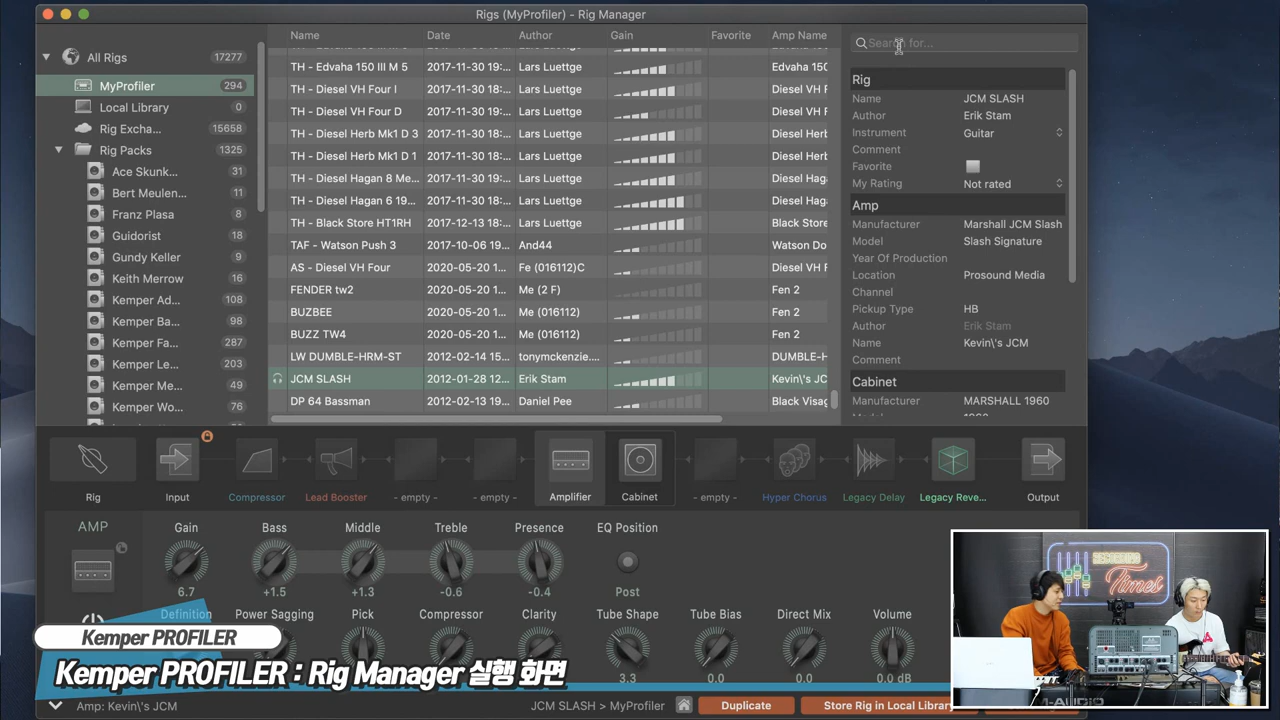 Rigs (MyProfiler) - Rig Manager
All Rigs 17277
MyProfiler 294
Local Library 0
Rig Excha... 15658
Rig Packs 1325
Ace Skunk... 31
Bert Meulen... 11
Franz Plasa 8
Guidorist 18
Gundy Keller 9
Keith Merrow 16
Kemper Ad... 108
Kemper Ba... 98
Kemper Fa... 287
Kemper Le... 203
Kemper Me... 49
Kemper Wo... 76
Name Date Author Gain Favorite Amp Name
TH - Edvaha 150 III M 5 2017-11-30 19:... Lars Luettge Edvaha 150
TH - Diesel VH Four I 2017-11-30 18:... Lars Luettge Diesel VH F
TH - Diesel VH Four D 2017-11-30 18:... Lars Luettge Diesel VH F
TH - Diesel Herb Mk1 D 3 2017-11-30 18:... Lars Luettge Diesel Herb
TH - Diesel Herb Mk1 D 1 2017-11-30 18:... Lars Luettge Diesel Herb
TH - Diesel Hagan 8 Me... 2017-11-30 18:... Lars Luettge Diesel Haga
TH - Diesel Hagan 6 19... 2017-11-30 18:... Lars Luettge Diesel Haga
TH - Black Store HT1RH 2017-12-13 18:... Lars Luettge Black Store
TAF - Watson Push 3 2017-10-06 19... And44 Watson Do
AS - Diesel VH Four 2020-05-20 1... Fe (016112)C Diesel VH F
FENDER tw2 2020-05-20 1... Me (2 F) Fen 2
BUZBEE 2020-05-20 1... Me (016112) Fen 2
BUZZ TW4 2020-05-20 1... Me (016112) Fen 2
LW DUMBLE-HRM-ST 2012-02-14 15... tonymckenzie.... DUMBLE-H
JCM SLASH 2012-01-28 12... Erik Stam Kevin\'s JC
DP 64 Bassman 2012-02-13 19... Daniel Pee Black Visag
Search for...
Rig
Name JCM SLASH
Author Erik Stam
Instrument Guitar
Comment
Favorite
My Rating Not rated
Amp
Manufacturer Marshall JCM Slash
Model Slash Signature
Year Of Production
Location Prosound Media
Channel
Pickup Type HB
Author Erik Stam
Name Kevin\'s JCM
Comment
Cabinet
Manufacturer MARSHALL 1960
Rig Input Compressor Lead Booster - empty - - empty - Amplifier Cabinet - empty - Hyper Chorus Legacy Delay Legacy Reve... Output
AMP Gain Bass Middle Treble Presence EQ Position
6.7 +1.5 +1.3 -0.6 -0.4 Post
Definition Power Sagging Pick Compressor Clarity Tube Shape Tube Bias Direct Mix Volume
3.3 0.0 0.0 0.0 dB
Kemper PROFILER
Kemper PROFILER : Rig Manager 실행 화면
Amp: Kevin\'s JCM
JCM SLASH > MyProfiler
Duplicate
Store Rig in Local Library
Times
M-AUDIO